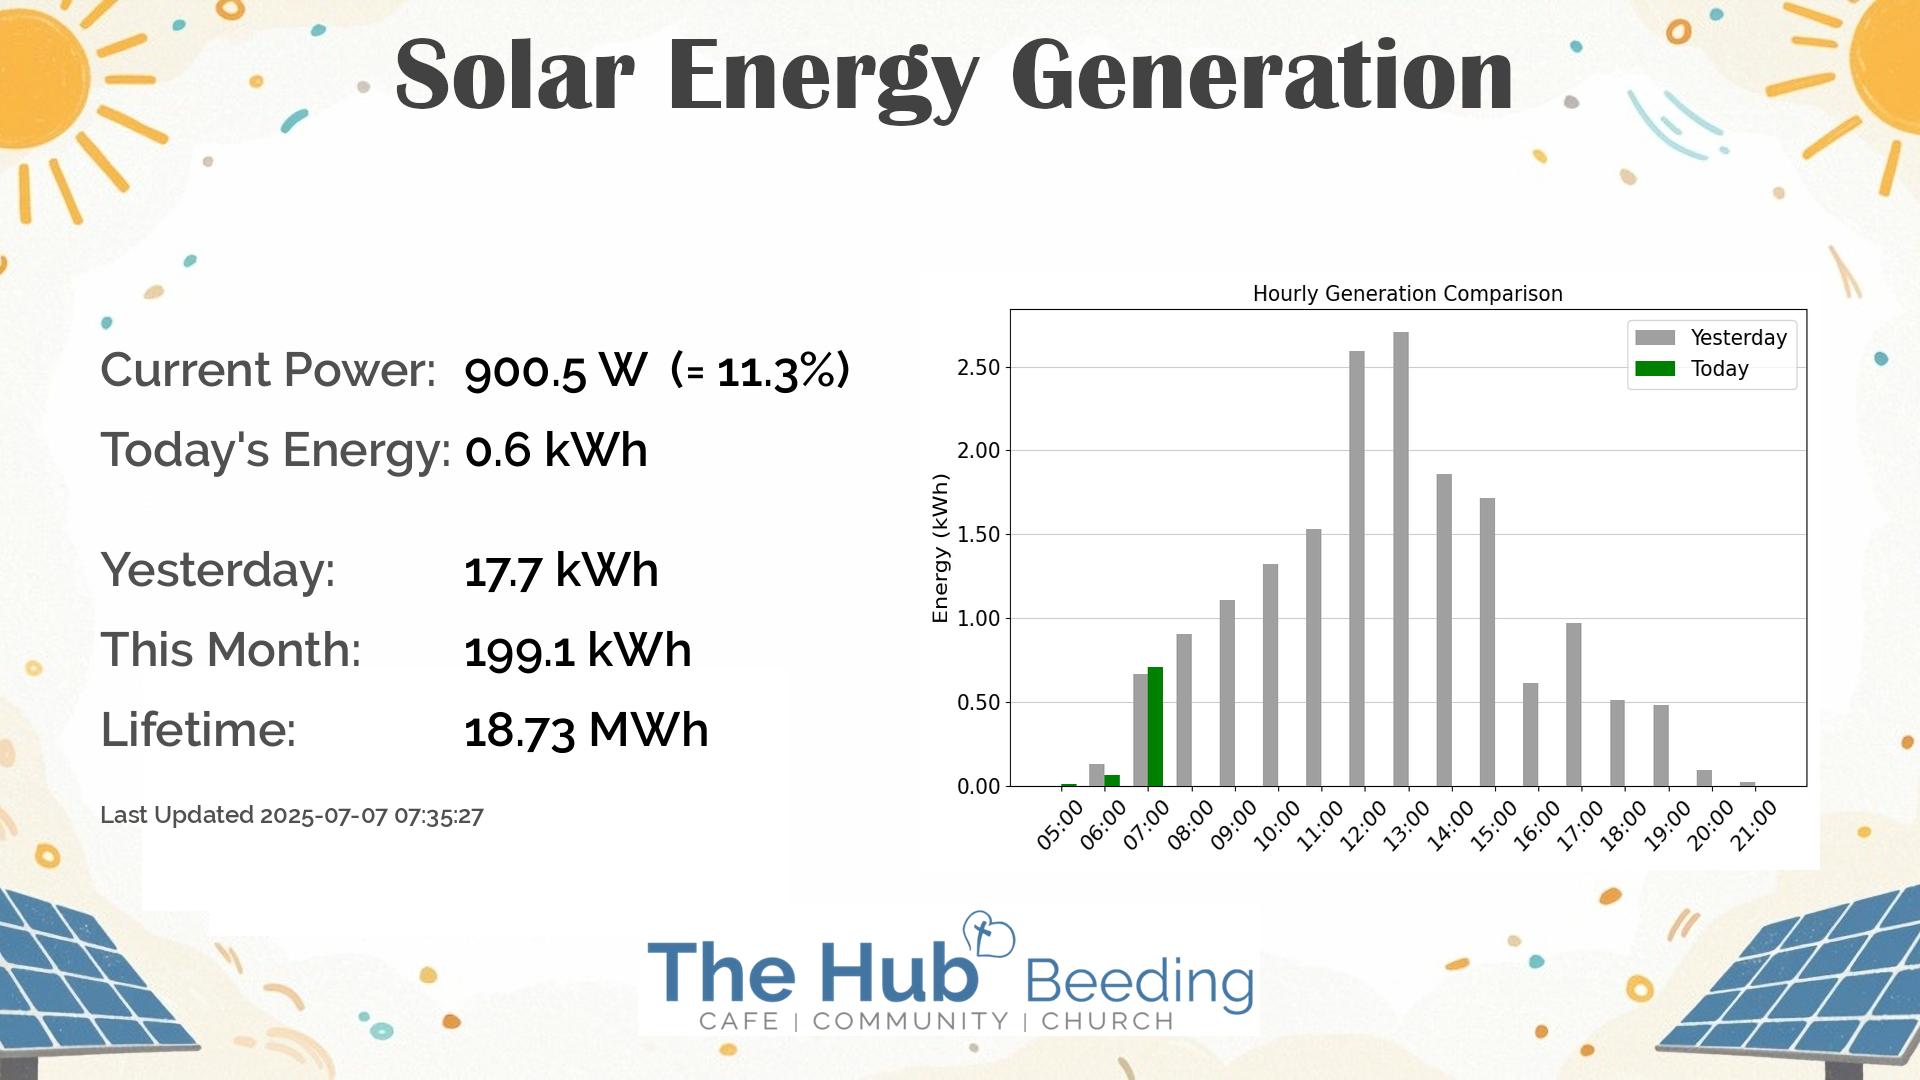 Solar Energy Generation
Current Power: 900.5 W (= 11.3%)
Today's Energy: 0.6 kWh
Yesterday: 17.7 kWh
This Month: 199.1 kWh
Lifetime: 18.73 MWh
Last Updated 2025-07-07 07:35:27
Hourly Generation Comparison
Yesterday
Today
Energy (kWh)
2.50
2.00
1.50
1.00
0.50
0.00
05:00 06:00 07:00 08:00 09:00 10:00 11:00 12:00 13:00 14:00 15:00 16:00 17:00 18:00 19:00 20:00 21:00
The Hub Beeding
CAFE | COMMUNITY | CHURCH